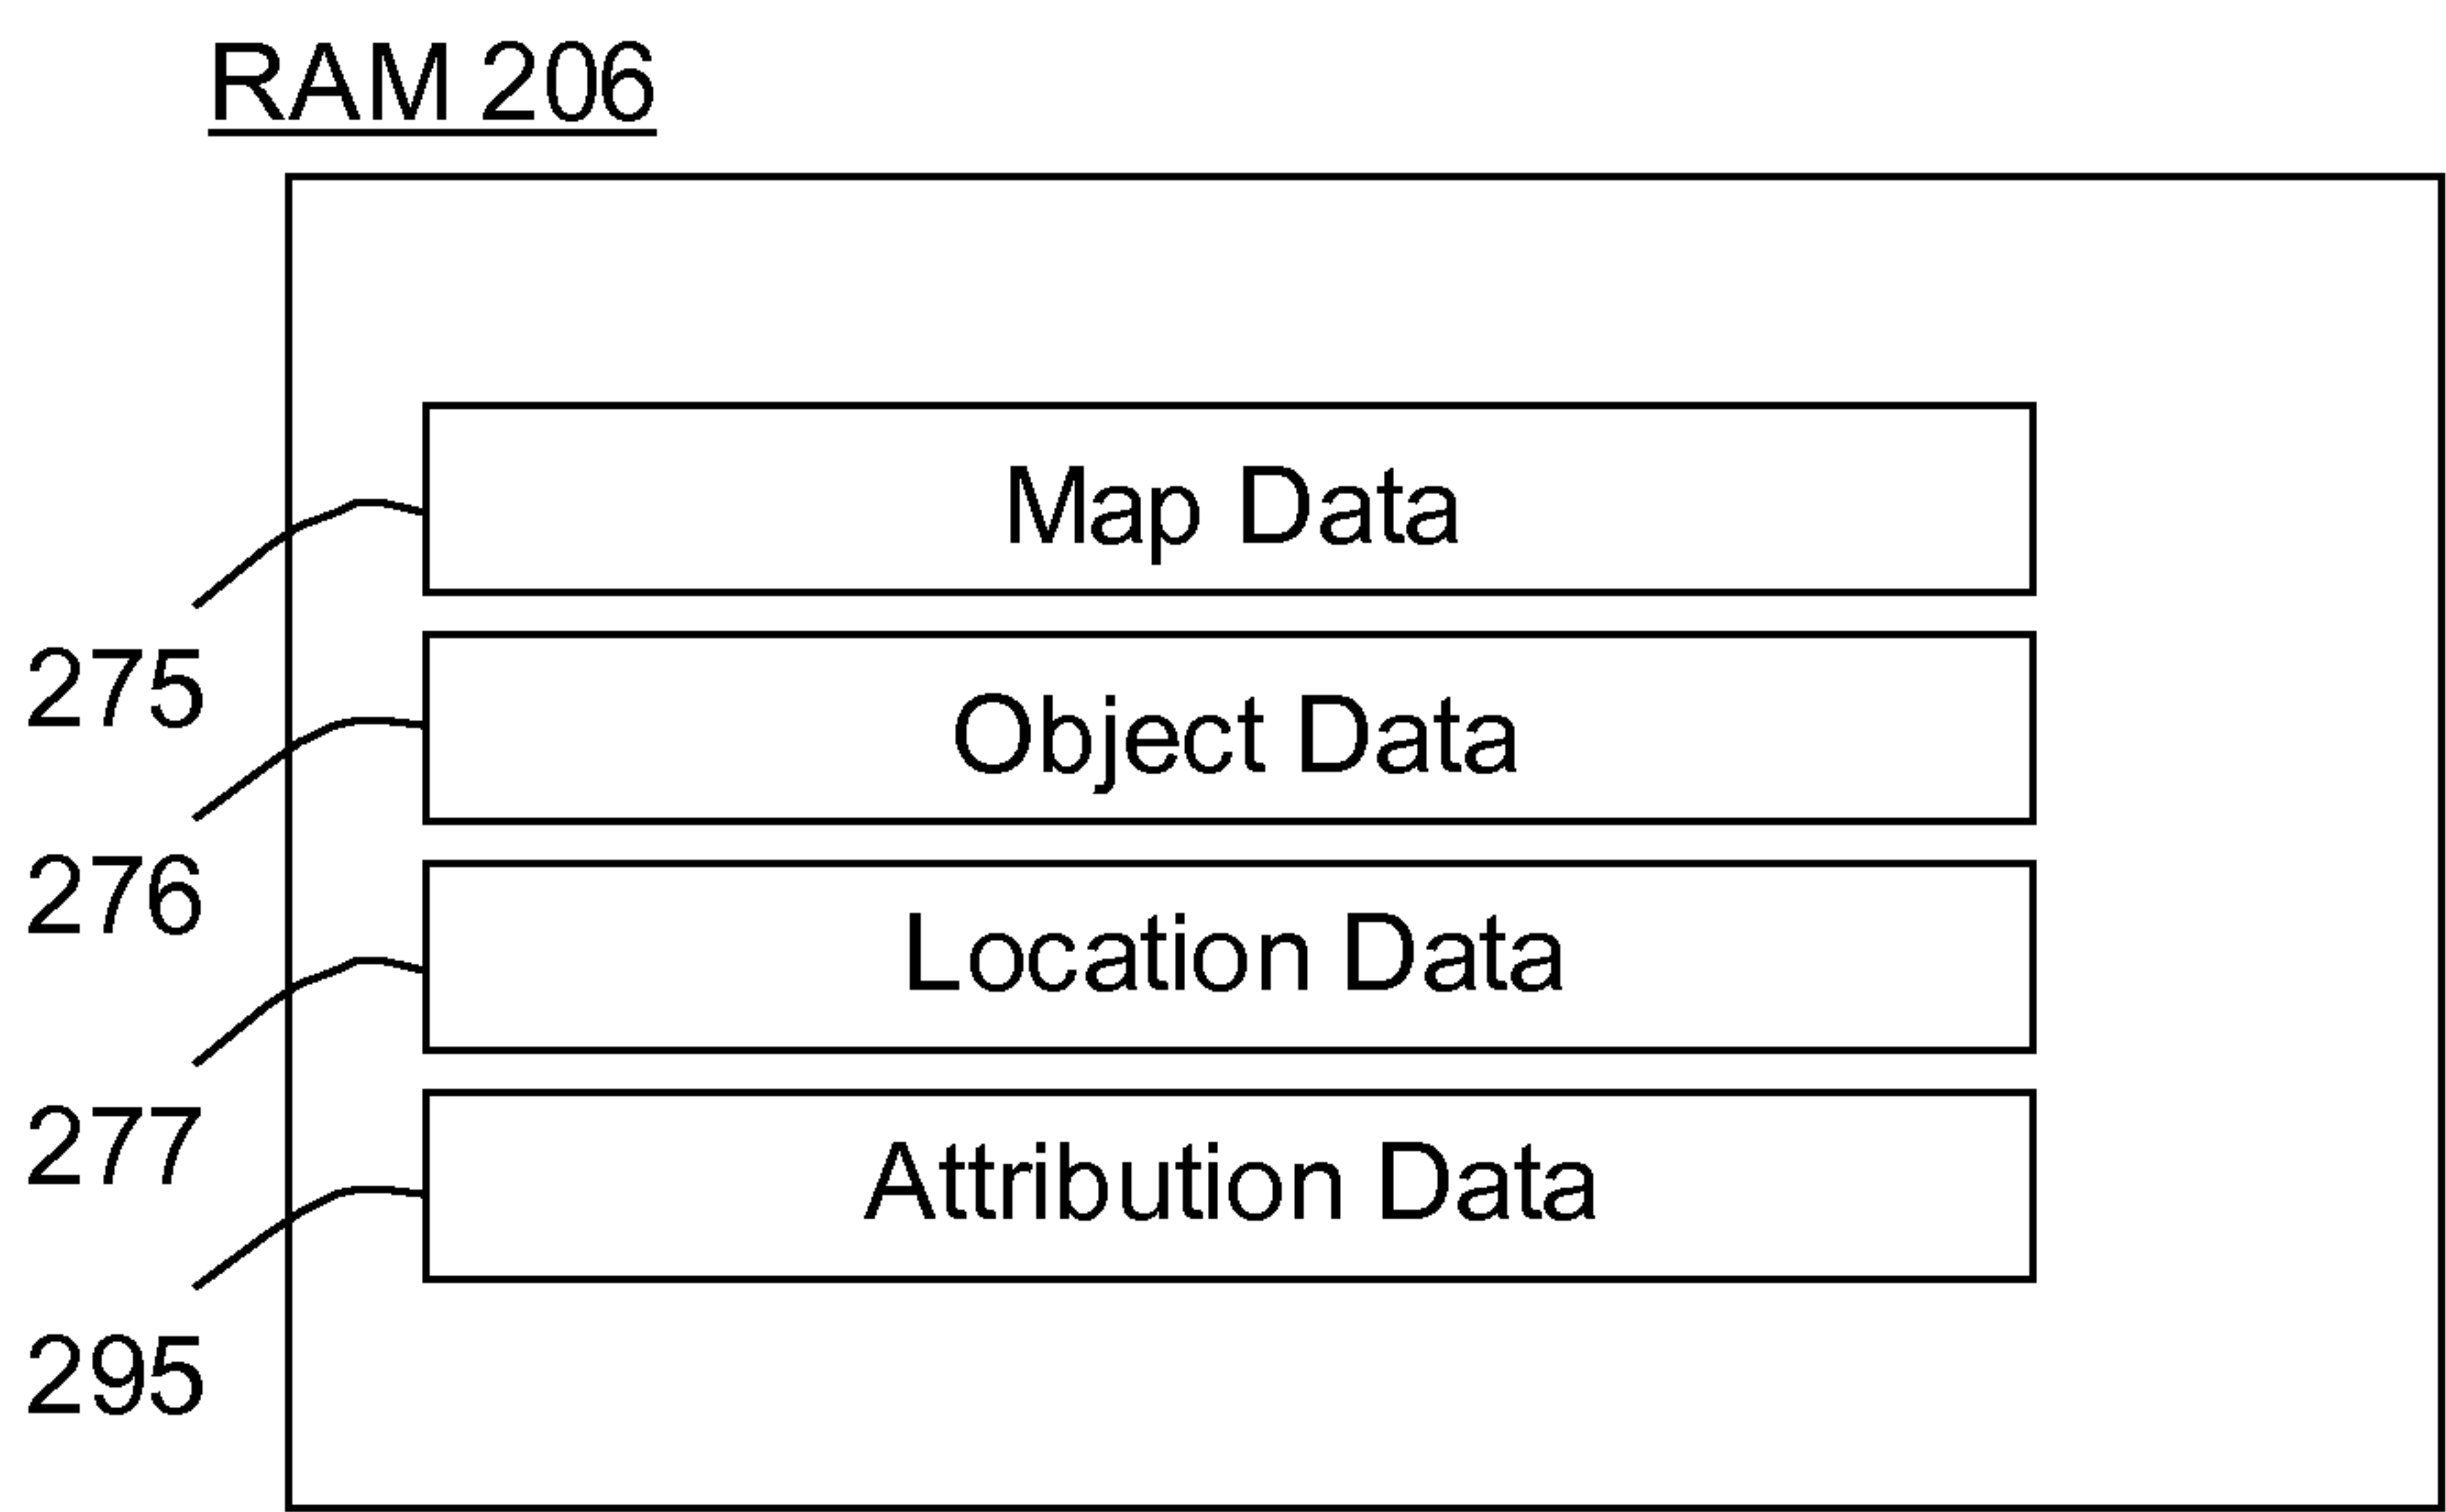 RAM 206
Map Data
275
Object Data
276
Location Data
277
Attribution Data
295